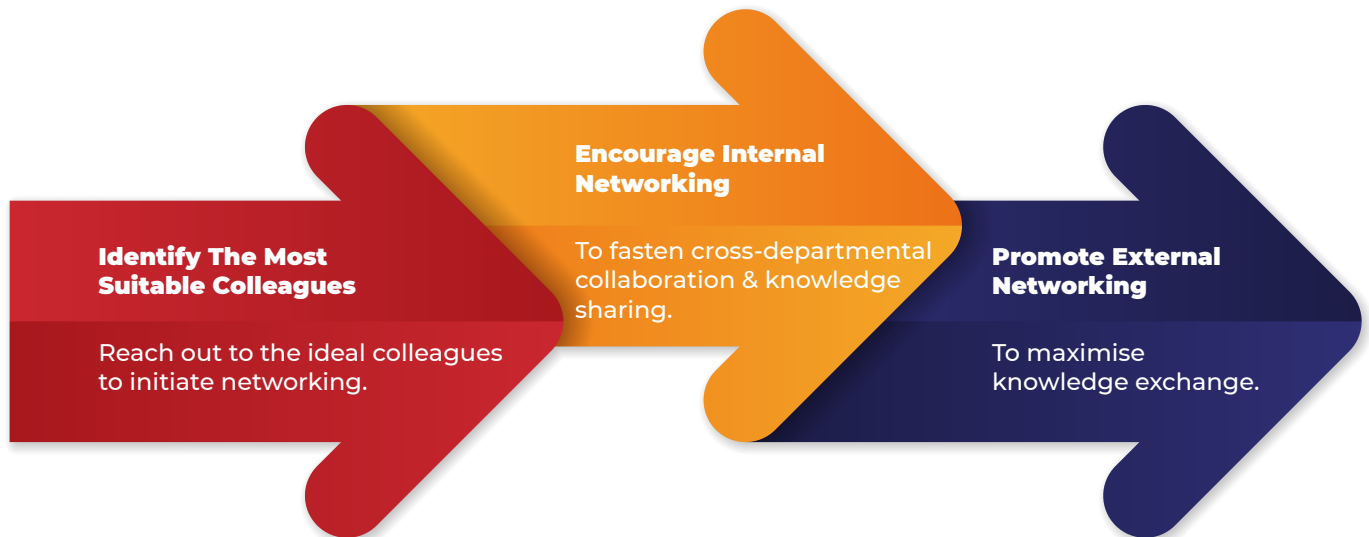 Identify The Most
Suitable Colleagues
Reach out to the ideal colleagues
to initiate networking.
Encourage Internal
Networking
To fasten cross-departmental
collaboration & knowledge
sharing.
Promote External
Networking
To maximise
knowledge exchange.